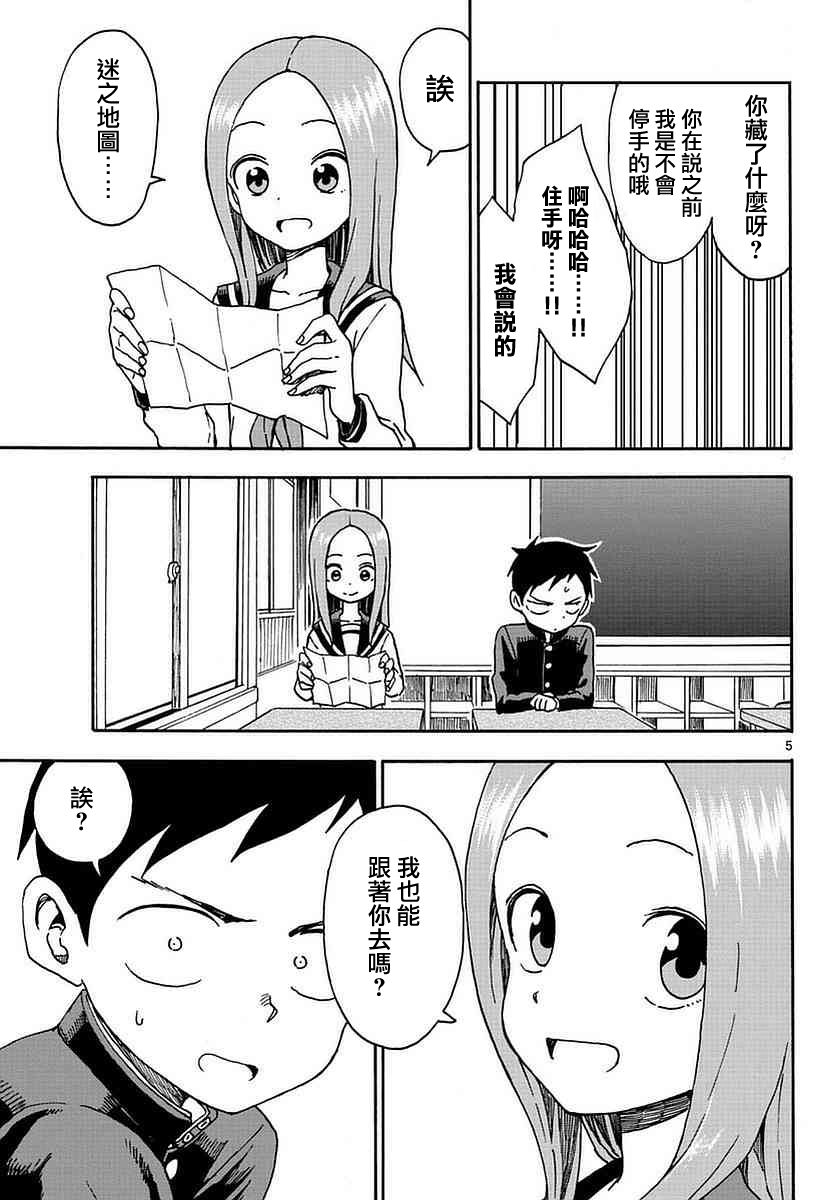 你藏了什麼呀?
你在説之前
我是不會
停手的哦
啊哈哈哈……!!
住手呀……!!
我會説的
誒
迷之地圖……
5
我也能
跟著你去嗎?
誒?